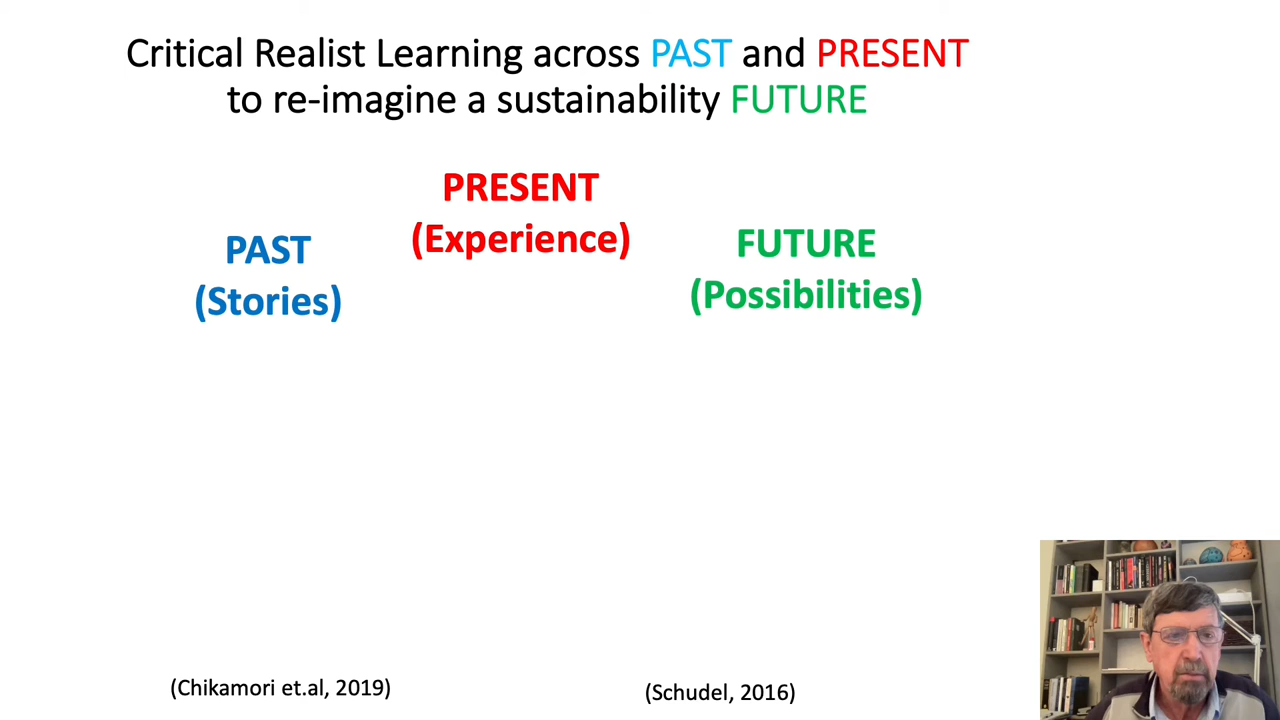 Critical Realist Learning across PAST and PRESENT
to re-imagine a sustainability FUTURE
PRESENT
(Experience)
PAST
(Stories)
FUTURE
(Possibilities)
(Chikamori et.al, 2019)
(Schudel, 2016)